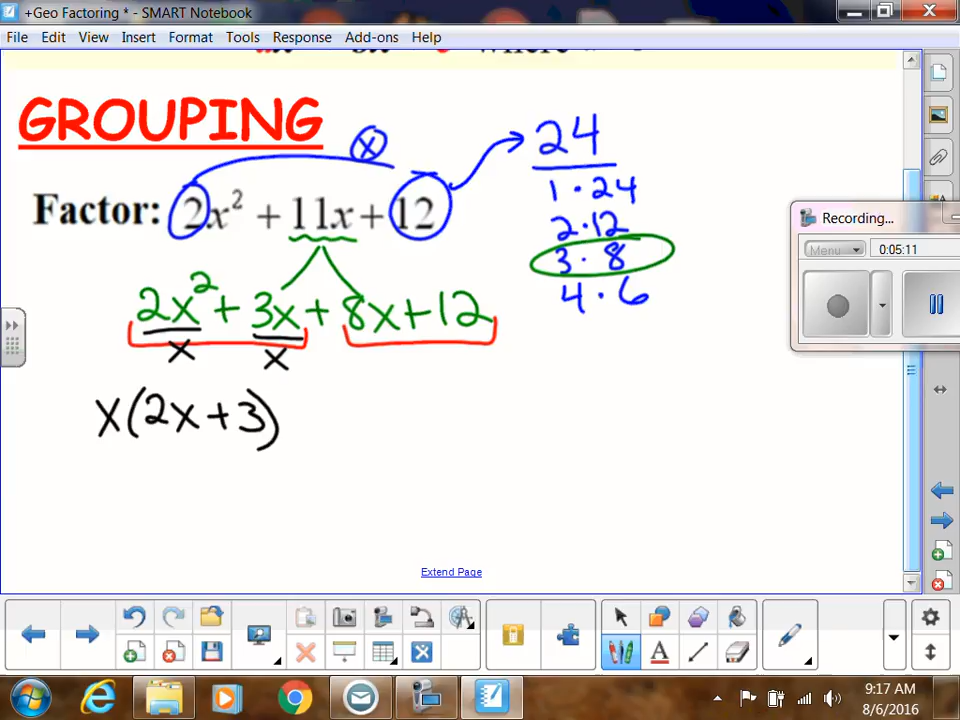 +Geo Factoring * - SMART Notebook
File Edit View Insert Format Tools Response Add-ons Help
GROUPING
x
24
1 · 24
Factor: 2x² + 11x + 12
2 · 12
3 · 8
4 · 6
2x² + 3x + 8x + 12
x x
x(2x + 3)
Recording...
Menu
0:05:11
Extend Page
9:17 AM
8/6/2016